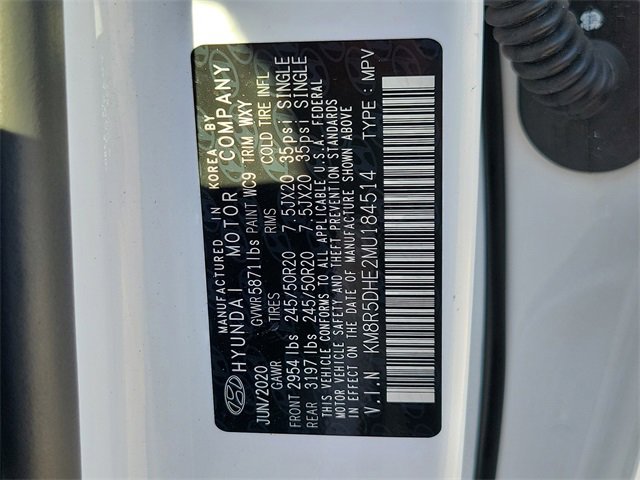 MANUFACTURED IN KOREA BY
HYUNDAI MOTOR COMPANY
JUN/2020 GVWR 5871lbs PAINT WC9 TRIM WXY
GAWR TIRES RIMS COLD TIRE INFL
FRONT 2954 lbs 245/50R20 7.5JX20 35psi SINGLE
REAR 3197 lbs 245/50R20 7.5JX20 35psi SINGLE
THIS VEHICLE CONFORMS TO ALL APPLICABLE U.S.A. FEDERAL
MOTOR VEHICLE SAFETY AND THEFT PREVENTION STANDARDS
IN EFFECT ON THE DATE OF MANUFACTURE SHOWN ABOVE
V.I.N KM8R5DHE2MU184514 TYPE : MPV